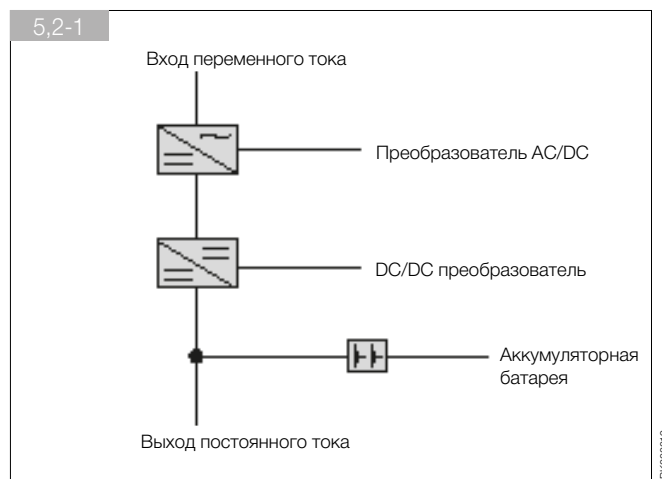 5,2-1
Вход переменного тока
Преобразователь AC/DC
DC/DC преобразователь
Аккумуляторная
батарея
Выход постоянного тока